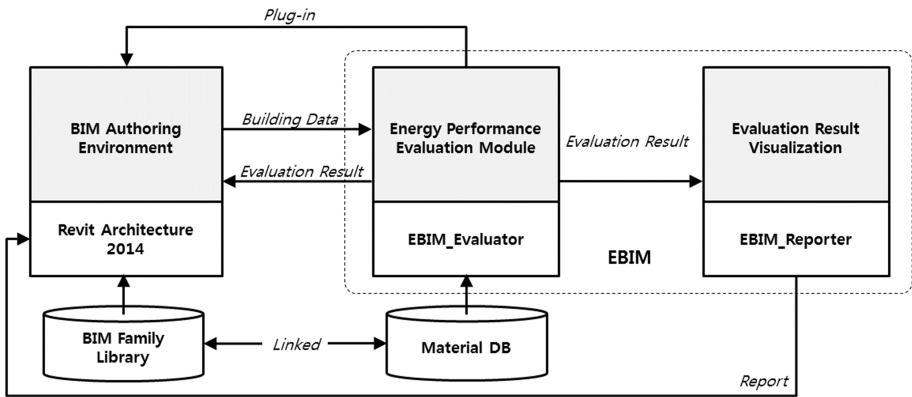 Plug-in
BIM Authoring
Environment
Building Data
Energy Performance
Evaluation Module
Evaluation Result
Evaluation Result
Visualization
Evaluation Result
Revit Architecture
2014
EBIM_Evaluator
EBIM
EBIM_Reporter
BIM Family
Library
Linked
Material DB
Report